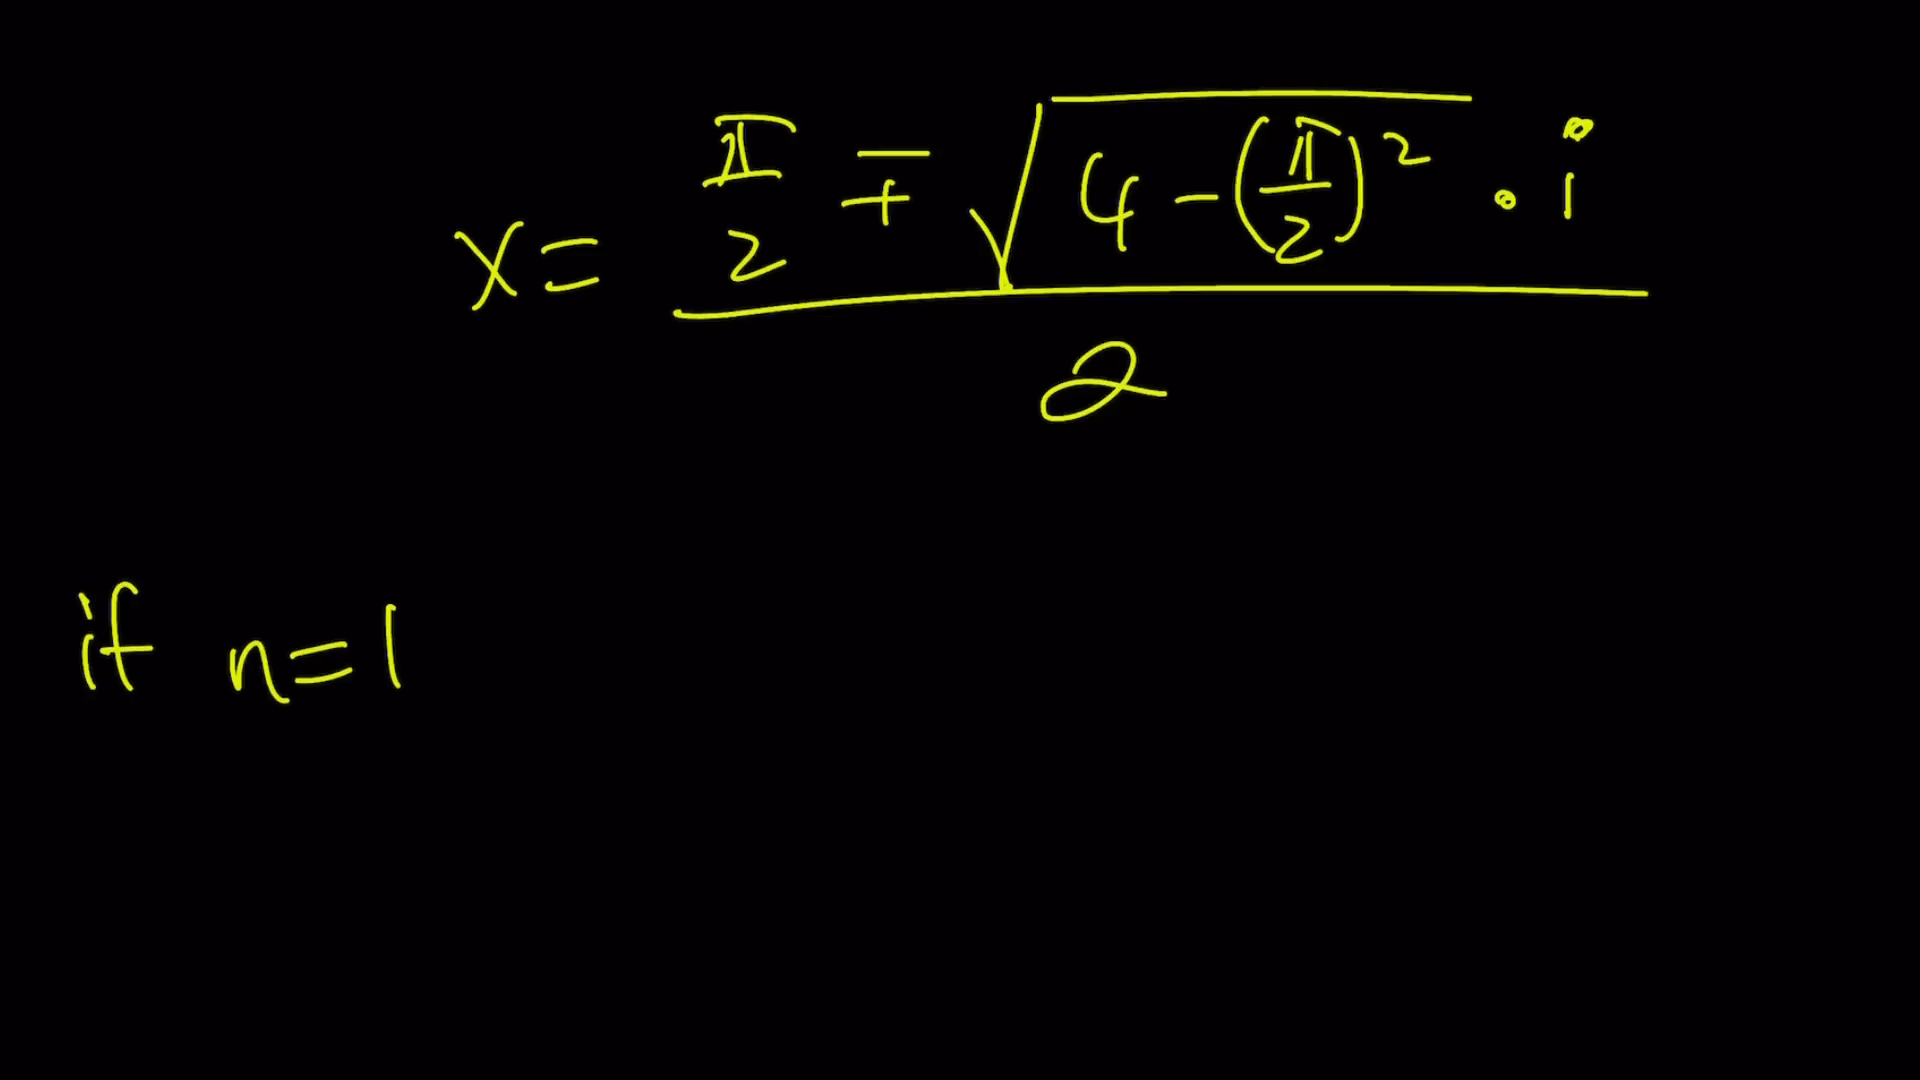 x = (π/2 ∓ √(4 - (π/2)²) · i) / 2
if n=1